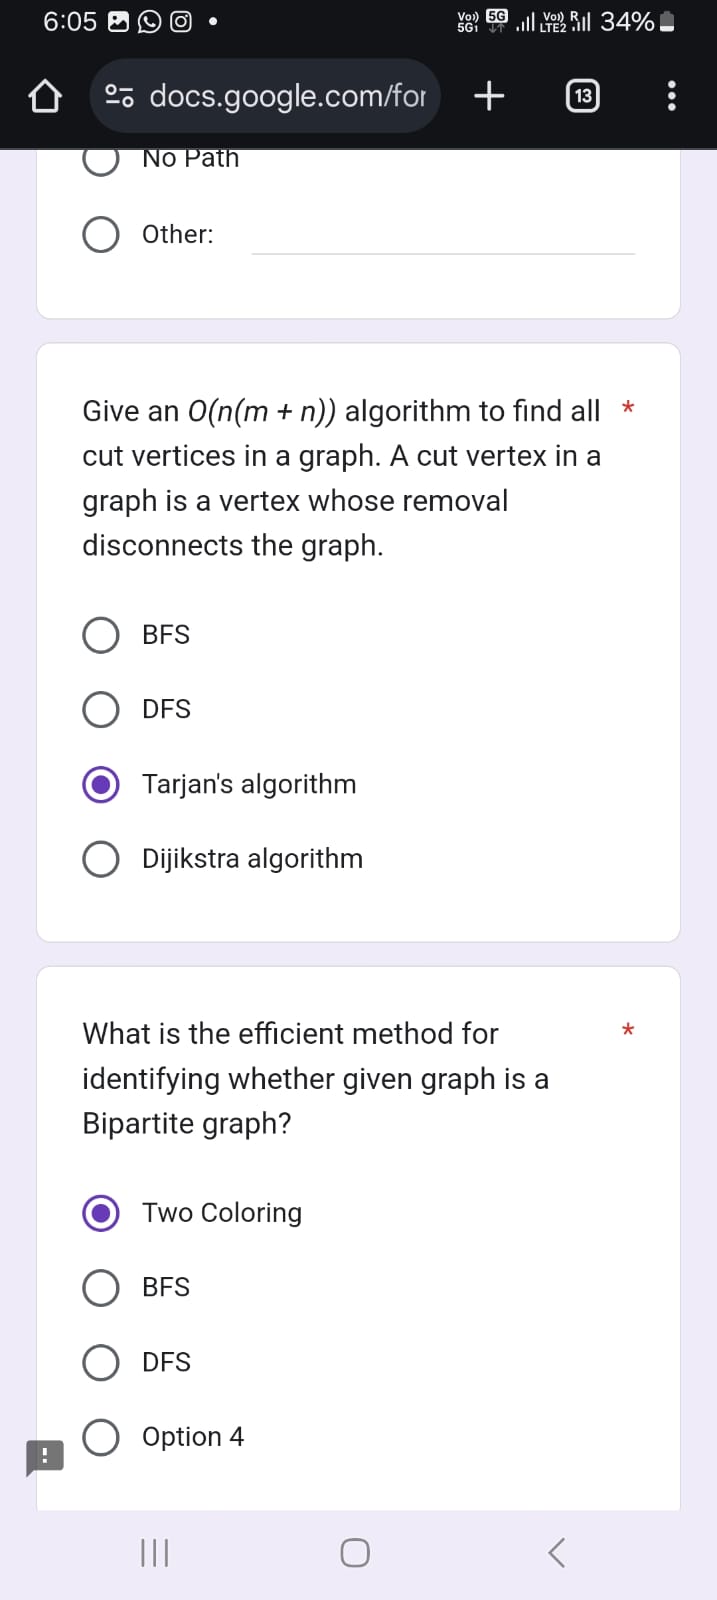 6:05
Vo)) 5G1 5G Vo)) LTE2 R 34%
docs.google.com/for
13
No Path
Other:
Give an O(n(m + n)) algorithm to find all *
cut vertices in a graph. A cut vertex in a
graph is a vertex whose removal
disconnects the graph.
BFS
DFS
Tarjan's algorithm
Dijikstra algorithm
What is the efficient method for *
identifying whether given graph is a
Bipartite graph?
Two Coloring
BFS
DFS
Option 4